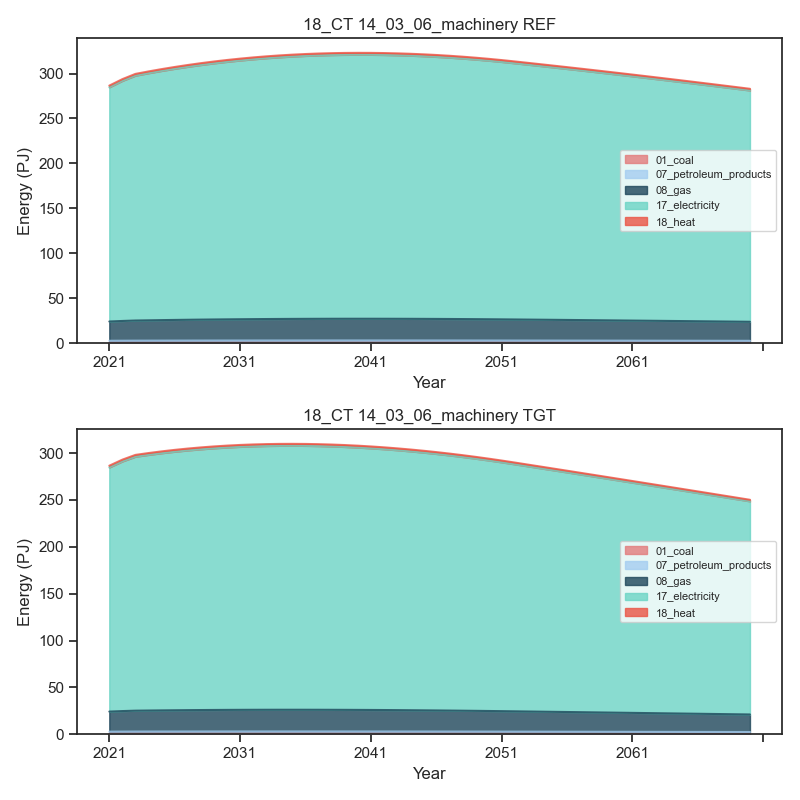 18_CT 14_03_06_machinery REF
300
250
200
150
100
50
0
Energy (PJ)
01_coal
07_petroleum_products
08_gas
17_electricity
18_heat
2021 2031 2041 2051 2061
Year
18_CT 14_03_06_machinery TGT
300
250
200
150
100
50
0
Energy (PJ)
01_coal
07_petroleum_products
08_gas
17_electricity
18_heat
2021 2031 2041 2051 2061
Year